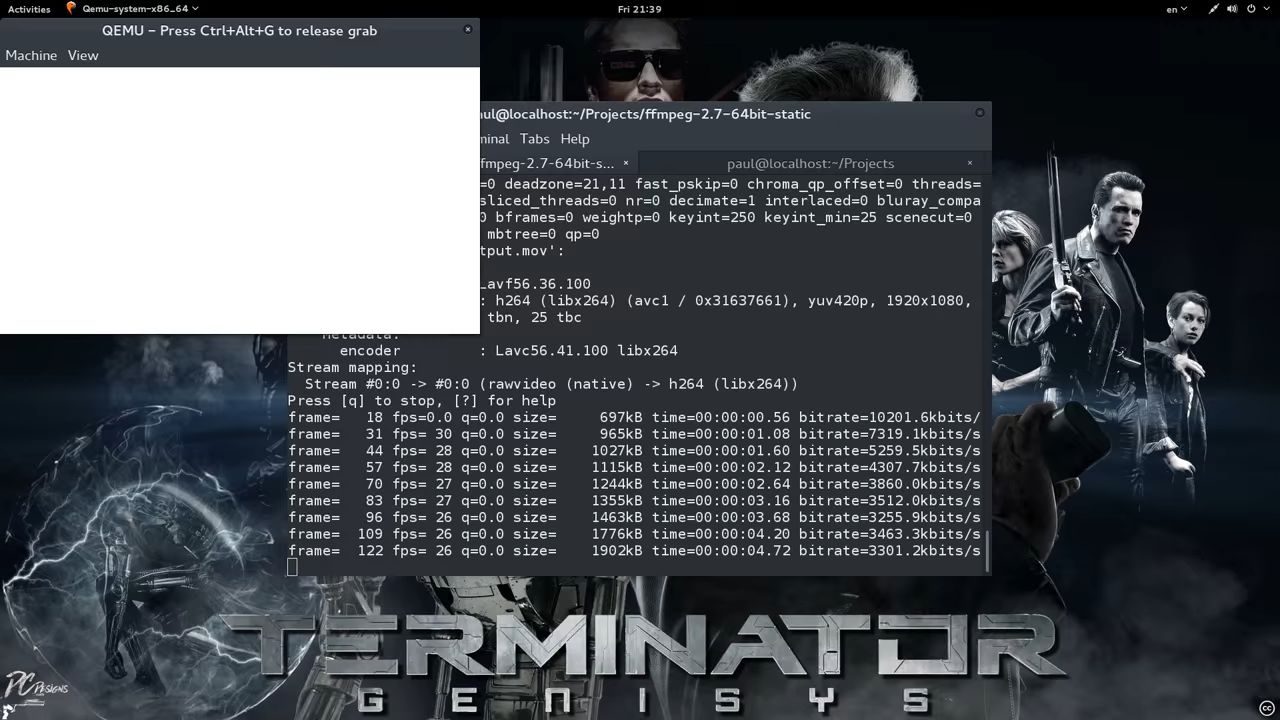 Activities Qemu-system-x86_64 Fri 21:39 en
QEMU - Press Ctrl+Alt+G to release grab
Machine View
aul@localhost:~/Projects/ffmpeg-2.7-64bit-static
minal Tabs Help
fmpeg-2.7-64bit-s... × paul@localhost:~/Projects ×
=0 deadzone=21,11 fast_pskip=0 chroma_qp_offset=0 threads=
sliced_threads=0 nr=0 decimate=1 interlaced=0 bluray_compa
0 bframes=0 weightp=0 keyint=250 keyint_min=25 scenecut=0
mbtree=0 qp=0
tput.mov':
Lavf56.36.100
: h264 (libx264) (avc1 / 0x31637661), yuv420p, 1920x1080,
tbn, 25 tbc
metadata:
encoder : Lavc56.41.100 libx264
Stream mapping:
Stream #0:0 -> #0:0 (rawvideo (native) -> h264 (libx264))
Press [q] to stop, [?] for help
frame= 18 fps=0.0 q=0.0 size= 697kB time=00:00:00.56 bitrate=10201.6kbits/
frame= 31 fps= 30 q=0.0 size= 965kB time=00:00:01.08 bitrate=7319.1kbits/s
frame= 44 fps= 28 q=0.0 size= 1027kB time=00:00:01.60 bitrate=5259.5kbits/s
frame= 57 fps= 28 q=0.0 size= 1115kB time=00:00:02.12 bitrate=4307.7kbits/s
frame= 70 fps= 27 q=0.0 size= 1244kB time=00:00:02.64 bitrate=3860.0kbits/s
frame= 83 fps= 27 q=0.0 size= 1355kB time=00:00:03.16 bitrate=3512.0kbits/s
frame= 96 fps= 26 q=0.0 size= 1463kB time=00:00:03.68 bitrate=3255.9kbits/s
frame= 109 fps= 26 q=0.0 size= 1776kB time=00:00:04.20 bitrate=3463.3kbits/s
frame= 122 fps= 26 q=0.0 size= 1902kB time=00:00:04.72 bitrate=3301.2kbits/s
TERMINATOR
GENISYS
PC DESIGNS
cc